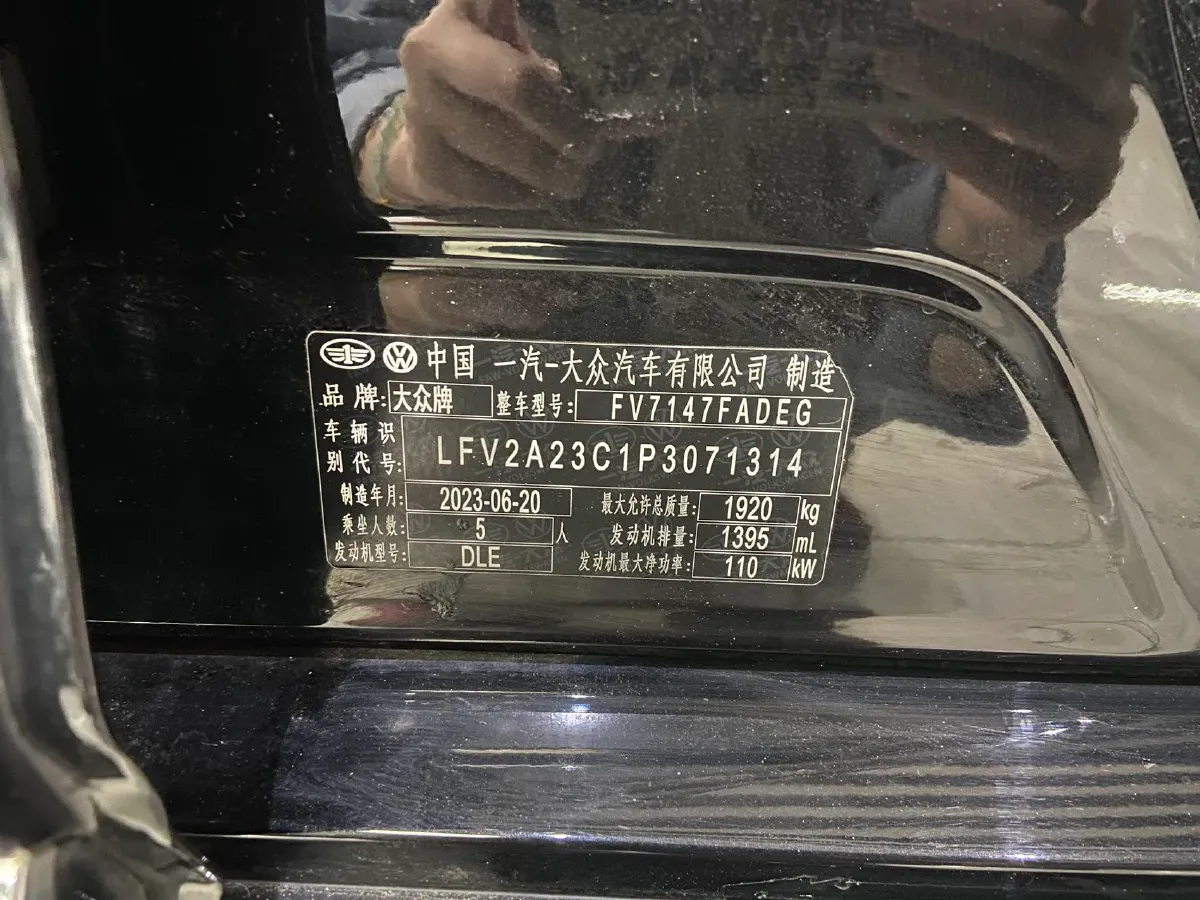 中国 一汽-大众汽车有限公司 制造
品 牌: 大众牌 整车型号: FV7147FADEG
车 辆 识
别 代 号: LFV2A23C1P3071314
制造年月: 2023-06-20 最大允许总质量: 1920 kg
乘坐人数: 5 人 发动机排量: 1395 mL
发动机型号: DLE 发动机最大净功率: 110 kW